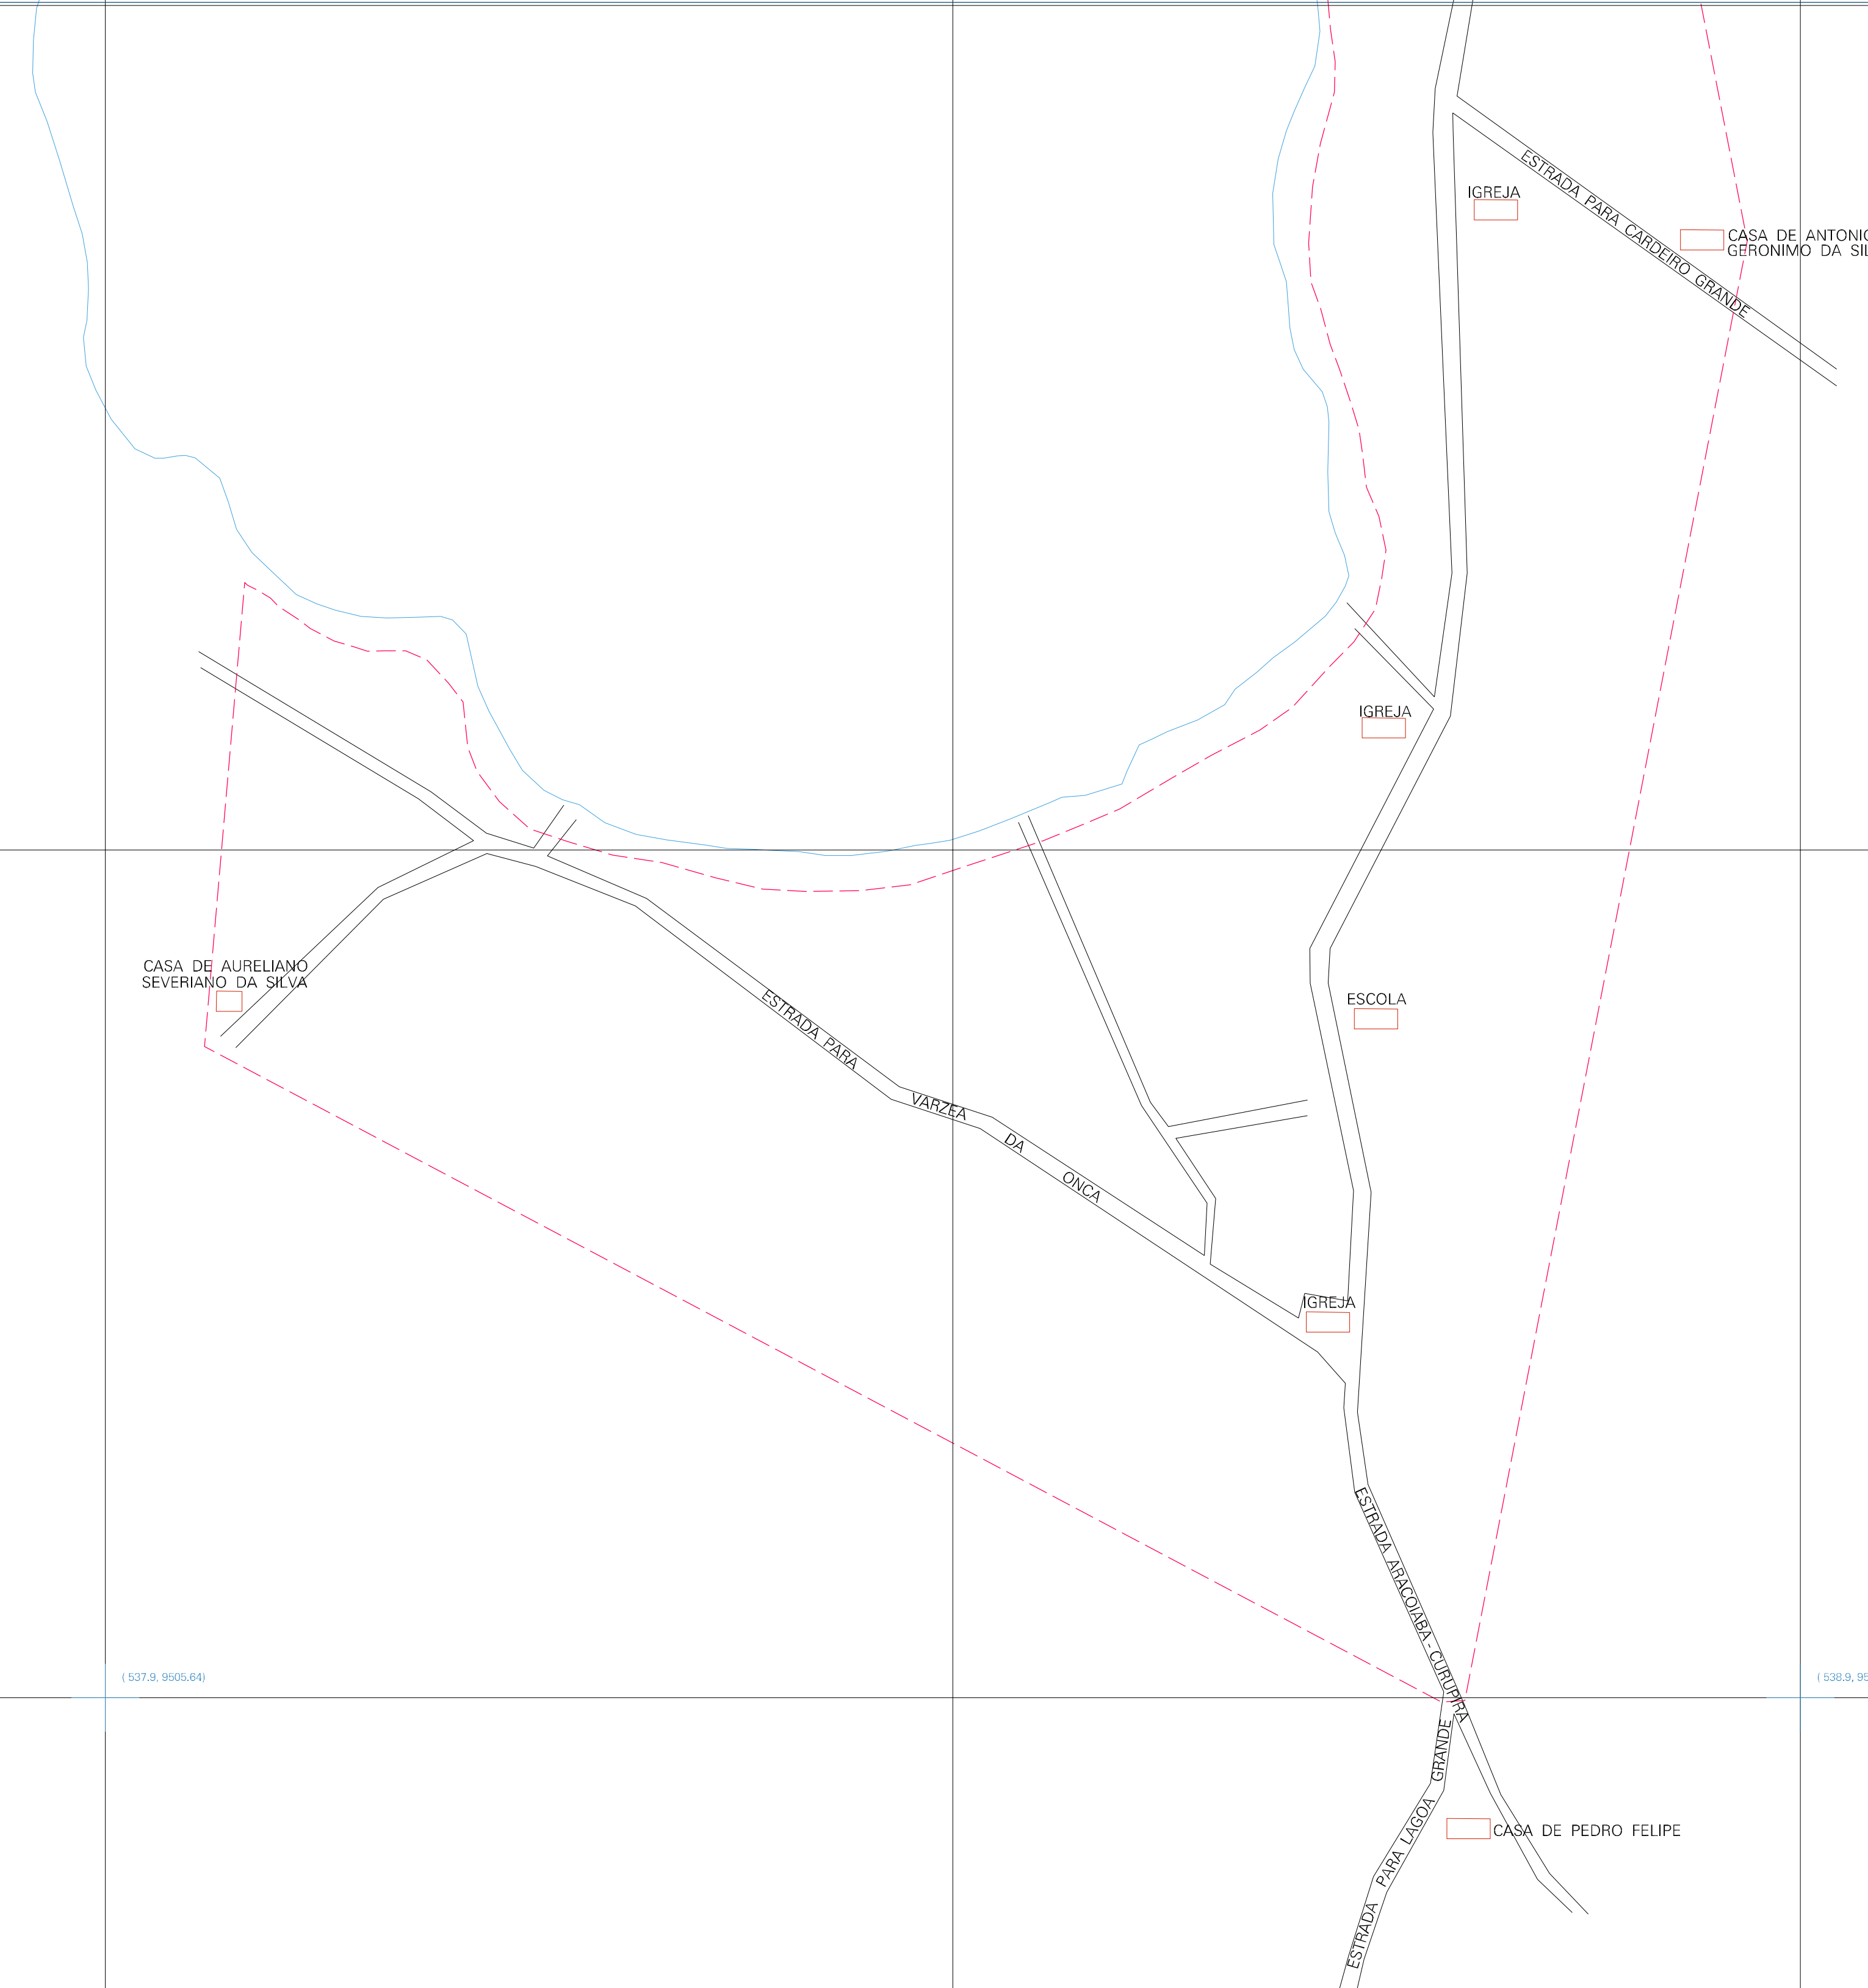 ESTRADA PARA CARDEIRO GRANDE
IGREJA
CASA DE ANTONIO
GERONIMO DA SIL
IGREJA
CASA DE AURELIANO
SEVERIANO DA SILVA
ESTRADA PARA
VARZEA
DA
ONCA
ESCOLA
IGREJA
ESTRADA ARACOIABA - CURUPIRA
( 537.9, 9505.64)
( 538.9, 95
ESTRADA PARA LAGOA GRANDE
CASA DE PEDRO FELIPE